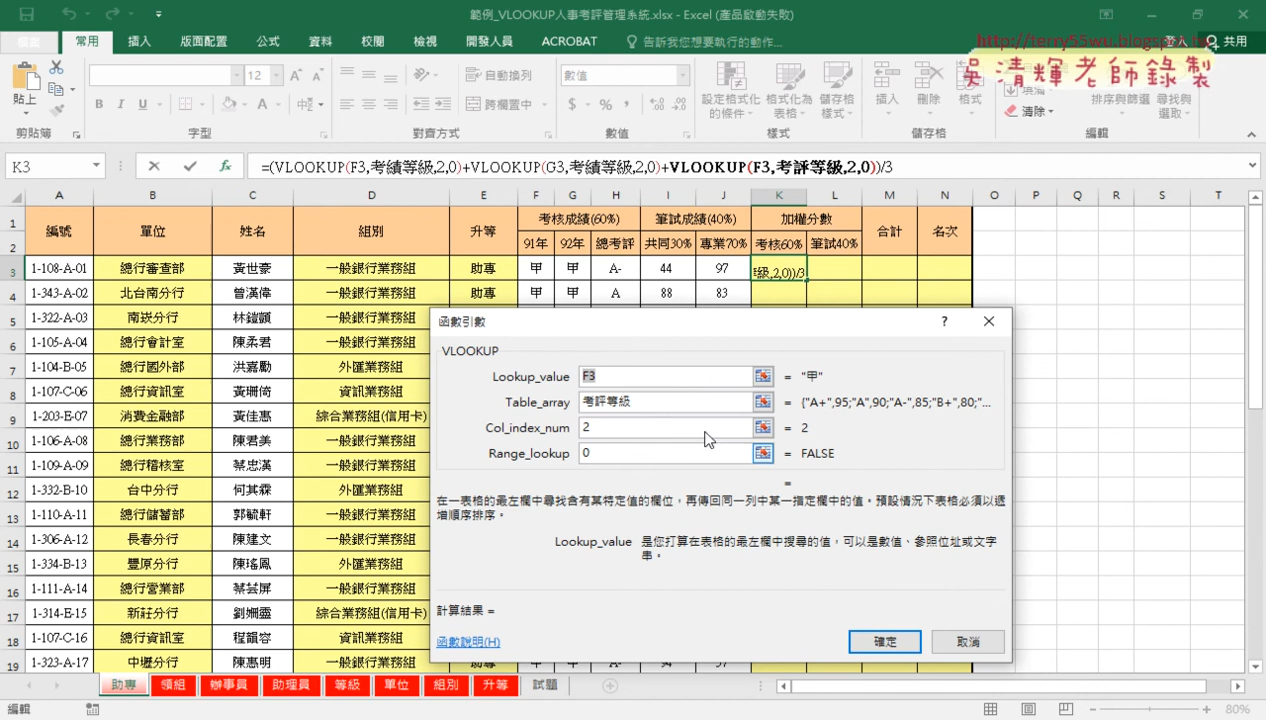 範例_VLOOKUP人事考評管理系統.xlsx - Excel (產品啟動失敗)
常用 插入 版面配置 公式 資料 校閱 檢視 開發人員 ACROBAT 告訴我您想要執行的動作... 登入 共用
http://terry55wu.blogspot.tw
吳清輝老師錄製
貼上 12 自動換列 跨欄置中 數值 設定格式化的條件 格式化為表格 儲存格樣式 插入 刪除 格式 清除 排序與篩選 尋找與選取
剪貼簿 字型 對齊方式 數值 樣式 儲存格 編輯
K3 =(VLOOKUP(F3,考績等級,2,0)+VLOOKUP(G3,考績等級,2,0)+VLOOKUP(F3,考評等級,2,0))/3
A B C D E F G H I J K L M N O P Q R S T
1 編號 單位 姓名 組別 升等 考核成績(60%) 筆試成績(40%) 加權分數 合計 名次
2 91年 92年 總考評 共同30% 專業70% 考核60% 筆試40%
3 1-108-A-01 總行審查部 黃世豪 一般銀行業務組 助專 甲 甲 A- 44 97 級,2,0))/3
4 1-343-A-02 北台南分行 曾漢偉 一般銀行業務組 助專 甲 甲 A 88 83
5 1-322-A-03 南崁分行 林鎧顗 一般銀行業務組
6 1-105-A-04 總行會計室 陳柔君 一般銀行業務組
7 1-104-B-05 總行國外部 洪嘉勵 外匯業務組
8 1-107-C-06 總行資訊室 黃珊倚 資訊業務組
9 1-203-E-07 消費金融部 黃佳惠 綜合業務組(信用卡)
10 1-106-A-08 總行業務部 陳君美 一般銀行業務組
11 1-109-A-09 總行稽核室 蔡忠漢 一般銀行業務組
12 1-332-B-10 台中分行 何其霖 一般銀行業務組
13 1-110-A-11 總行儲蓄部 郭毓軒 一般銀行業務組
14 1-306-A-12 長春分行 陳建文 一般銀行業務組
15 1-334-B-13 豐原分行 陳瑤鳳 外匯業務組
16 1-111-A-14 總行營業部 蔡芸屏 一般銀行業務組
17 1-314-E-15 新莊分行 劉姍靈 綜合業務組(信用卡)
18 1-107-C-16 總行資訊室 程韻容 資訊業務組
19 1-323-A-17 中壢分行 陳惠明 一般銀行業務組
函數引數 ?
VLOOKUP
Lookup_value F3 = "甲"
Table_array 考評等級 = {"A+",95;"A",90;"A-",85;"B+",80;"...
Col_index_num 2 = 2
Range_lookup 0 = FALSE
=
在一表格的最左欄中尋找含有某特定值的欄位，再傳回同一列中某一指定欄中的值。預設情況下表格必須以遞
增順序排序。
Lookup_value 是您打算在表格的最左欄中搜尋的值，可以是數值、參照位址或文字
串。
計算結果 =
函數說明(H) 確定 取消
助專 領組 辦事員 助理員 等級 單位 組別 升等 試題
編輯 80%